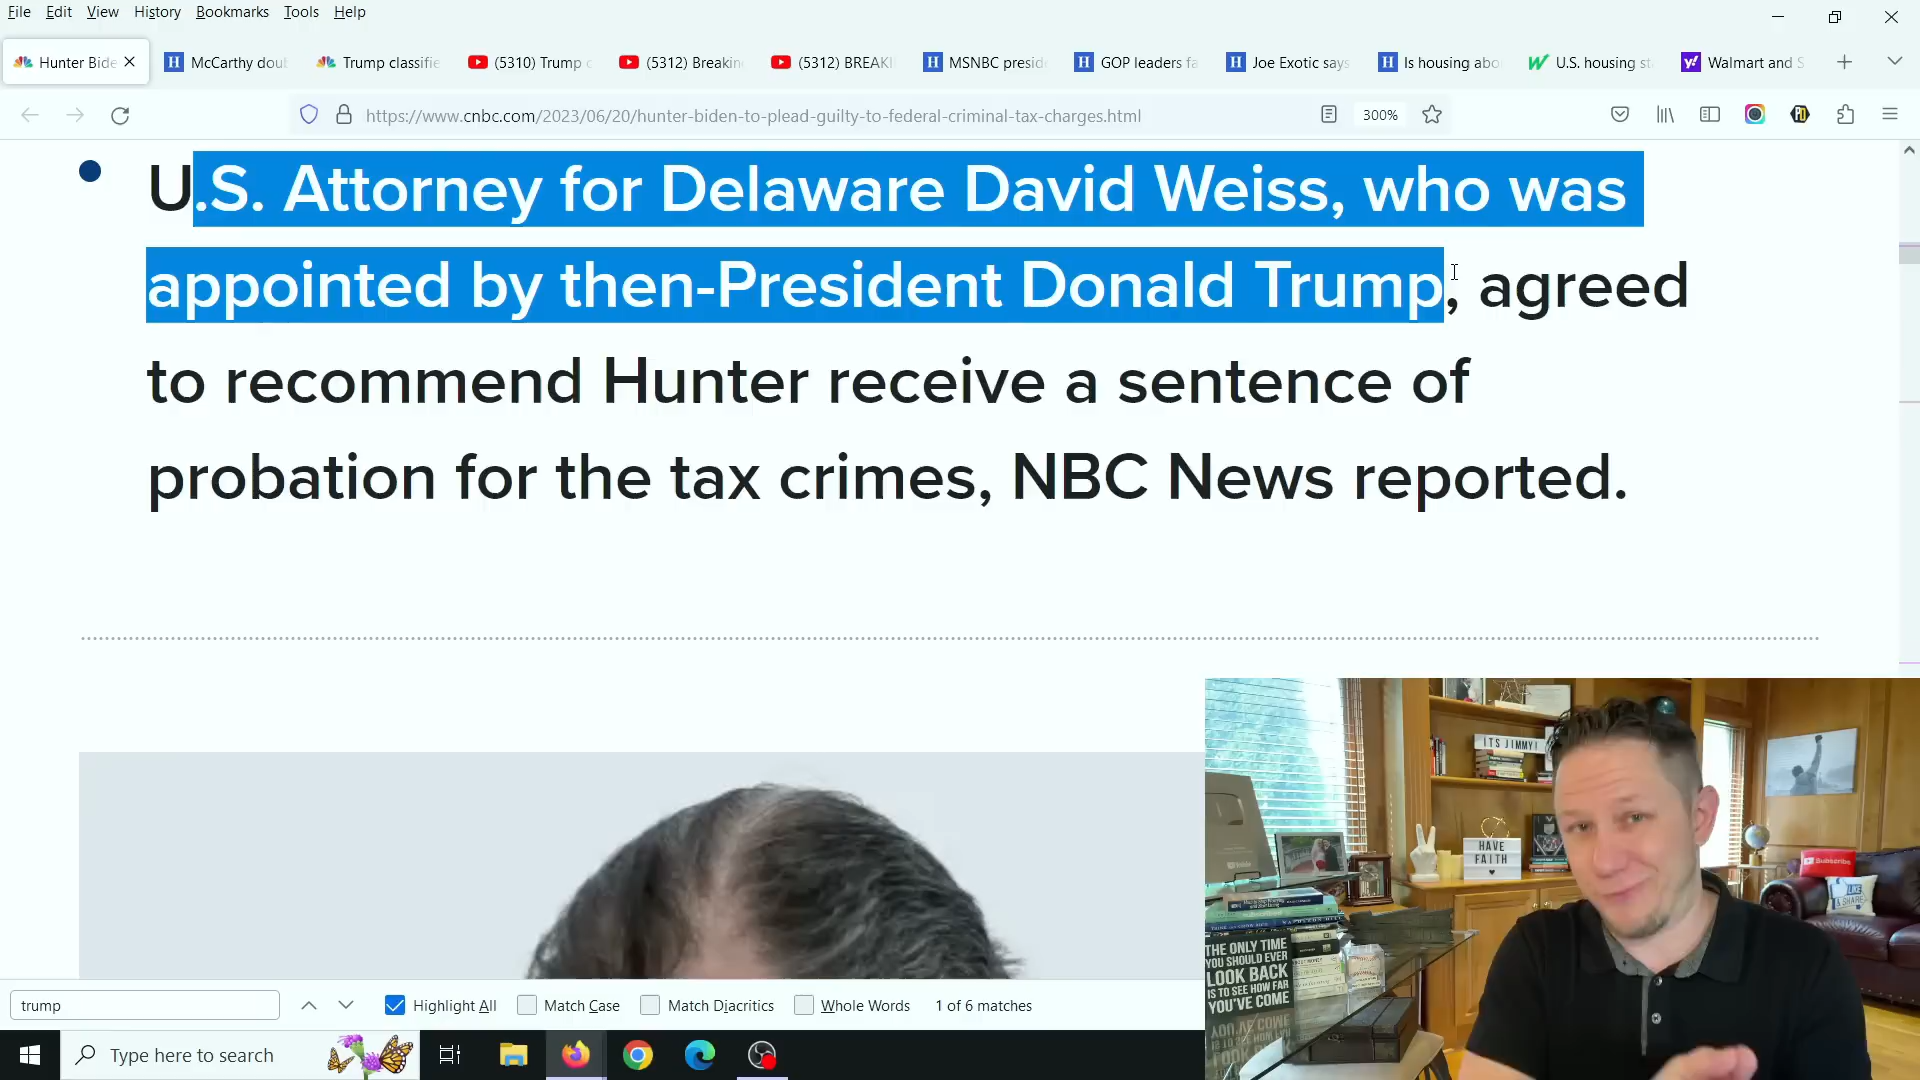 File Edit View History Bookmarks Tools Help
Hunter Bide McCarthy dou Trump classifie (5310) Trump c (5312) Breakin (5312) BREAKI MSNBC preside GOP leaders fa Joe Exotic says Is housing abo U.S. housing st Walmart and S
https://www.cnbc.com/2023/06/20/hunter-biden-to-plead-guilty-to-federal-criminal-tax-charges.html 300%
U.S. Attorney for Delaware David Weiss, who was
appointed by then-President Donald Trump, agreed
to recommend Hunter receive a sentence of
probation for the tax crimes, NBC News reported.
ITS JIMMY!
HAVE
FAITH
Subscribe
LIKE
& SHARE
THE ONLY TIME
YOU SHOULD EVER
LOOK BACK
IS TO SEE HOW FAR
YOU'VE COME
trump Highlight All Match Case Match Diacritics Whole Words 1 of 6 matches
Type here to search